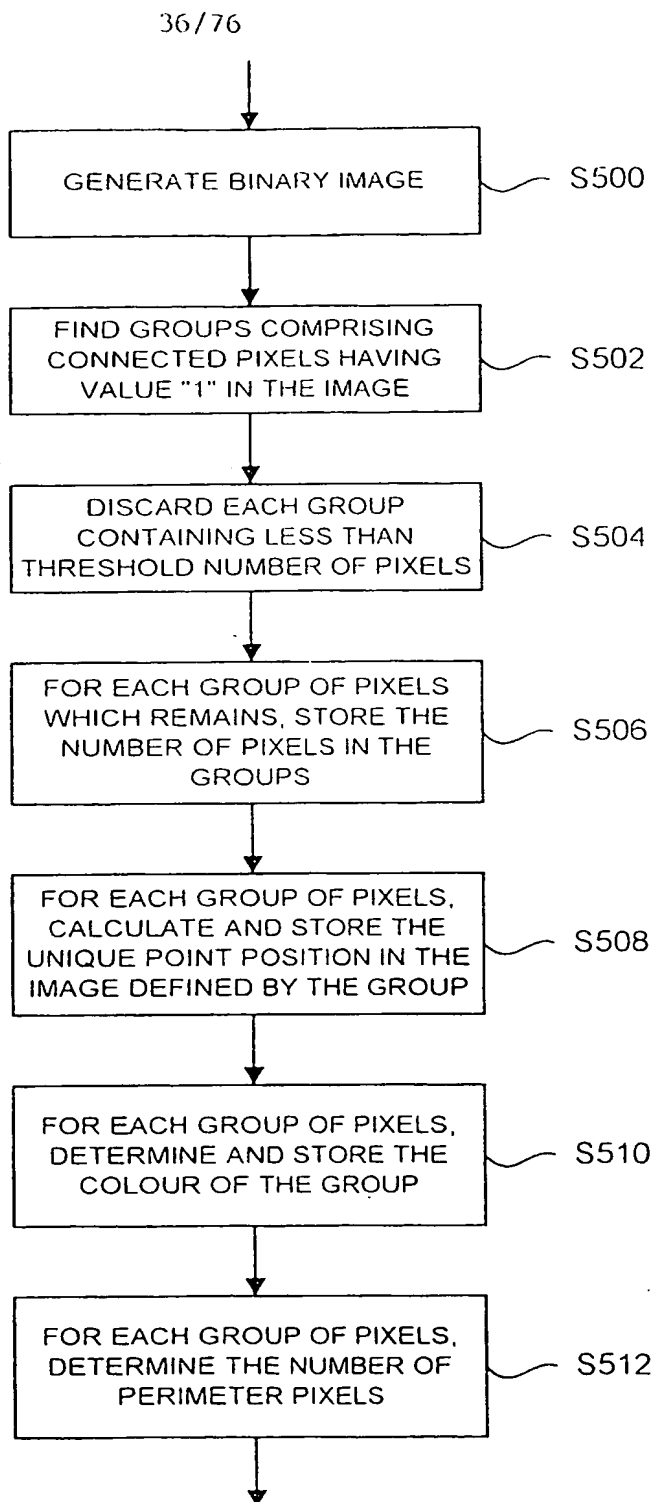 36/76
GENERATE BINARY IMAGE
S500
FIND GROUPS COMPRISING
CONNECTED PIXELS HAVING
VALUE "1" IN THE IMAGE
S502
DISCARD EACH GROUP
CONTAINING LESS THAN
THRESHOLD NUMBER OF PIXELS
S504
FOR EACH GROUP OF PIXELS
WHICH REMAINS, STORE THE
NUMBER OF PIXELS IN THE
GROUPS
S506
FOR EACH GROUP OF PIXELS,
CALCULATE AND STORE THE
UNIQUE POINT POSITION IN THE
IMAGE DEFINED BY THE GROUP
S508
FOR EACH GROUP OF PIXELS,
DETERMINE AND STORE THE
COLOUR OF THE GROUP
S510
FOR EACH GROUP OF PIXELS,
DETERMINE THE NUMBER OF
PERIMETER PIXELS
S512